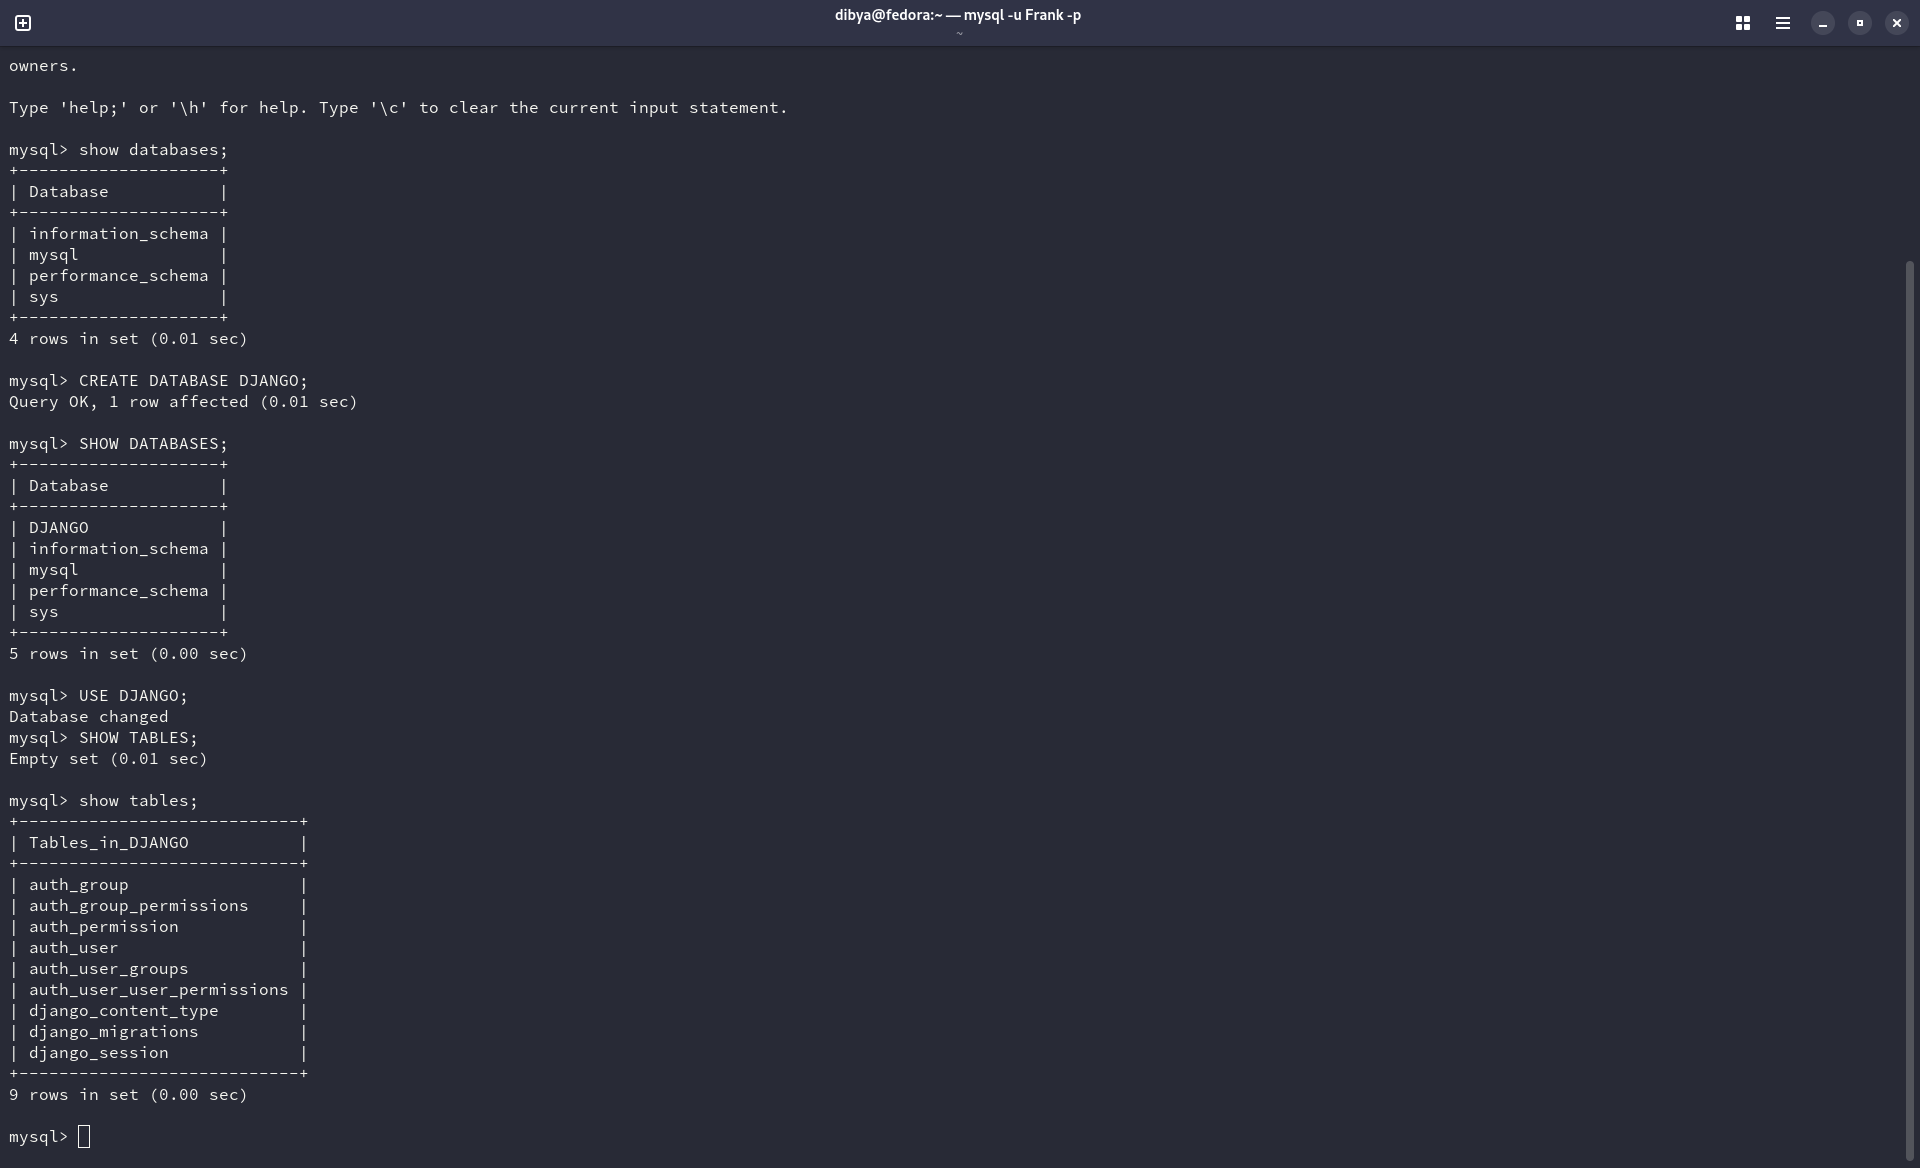 dibya@fedora:~ — mysql -u Frank -p
~
owners.
Type 'help;' or '\h' for help. Type '\c' to clear the current input statement.
mysql> show databases;
+--------------------+
| Database           |
+--------------------+
| information_schema |
| mysql              |
| performance_schema |
| sys                |
+--------------------+
4 rows in set (0.01 sec)
mysql> CREATE DATABASE DJANGO;
Query OK, 1 row affected (0.01 sec)
mysql> SHOW DATABASES;
+--------------------+
| Database           |
+--------------------+
| DJANGO             |
| information_schema |
| mysql              |
| performance_schema |
| sys                |
+--------------------+
5 rows in set (0.00 sec)
mysql> USE DJANGO;
Database changed
mysql> SHOW TABLES;
Empty set (0.01 sec)
mysql> show tables;
+----------------------------+
| Tables_in_DJANGO           |
+----------------------------+
| auth_group                 |
| auth_group_permissions     |
| auth_permission            |
| auth_user                  |
| auth_user_groups           |
| auth_user_user_permissions |
| django_content_type        |
| django_migrations          |
| django_session             |
+----------------------------+
9 rows in set (0.00 sec)
mysql>